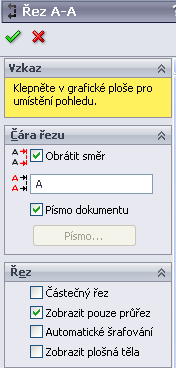 Řez A-A
Vzkaz
Klepněte v grafické ploše pro
umístění pohledu.
Čára řezu
Obrátit směr
A
Písmo dokumentu
Písmo...
Řez
Částečný řez
Zobrazit pouze průřez
Automatické šrafování
Zobrazit plošná těla